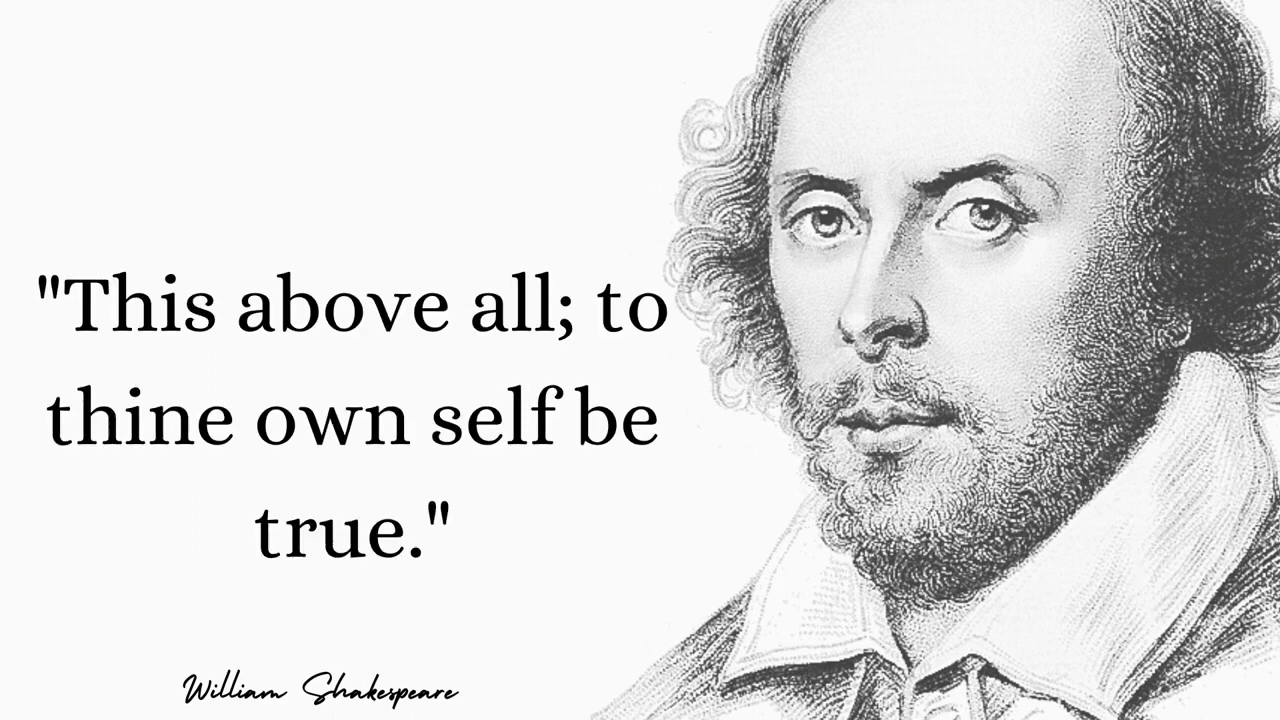 "This above all; to
thine own self be
true."
William Shakespeare